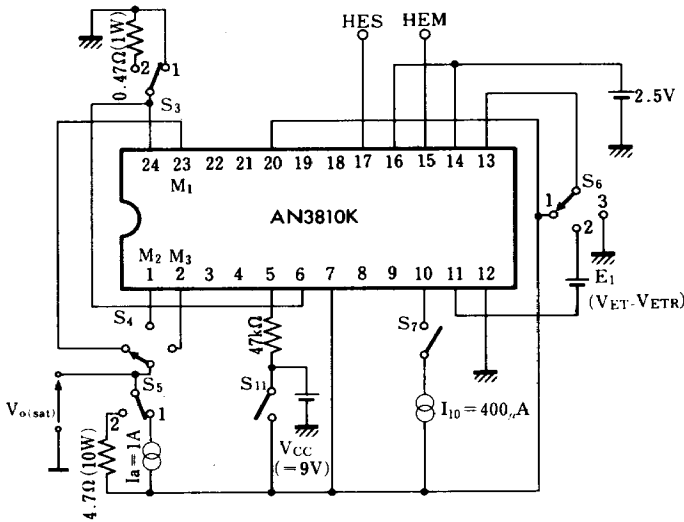 HES HEM
0.47Ω(1W)
2 1
S3
2.5V
24 23 22 21 20 19 18 17 16 15 14 13
M1
S6
1
3
2
AN3810K
M2 M3
1 2 3 4 5 6 7 8 9 10 11 12
E1
(VET-VETR)
S4
47kΩ
S7
S5
S11
Vo(sat)
2 1
I10=400μA
4.7Ω(10W)
Ia=1A
VCC
(=9V)